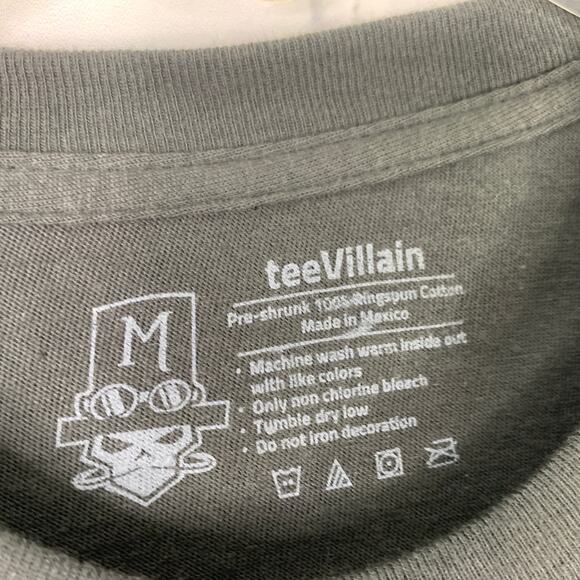 teeVillain
Pre-shrunk 100% Ringspun Cotton
Made in Mexico
• Machine wash warm inside out
with like colors
• Only non chlorine bleach
• Tumble dry low
• Do not iron decoration
M